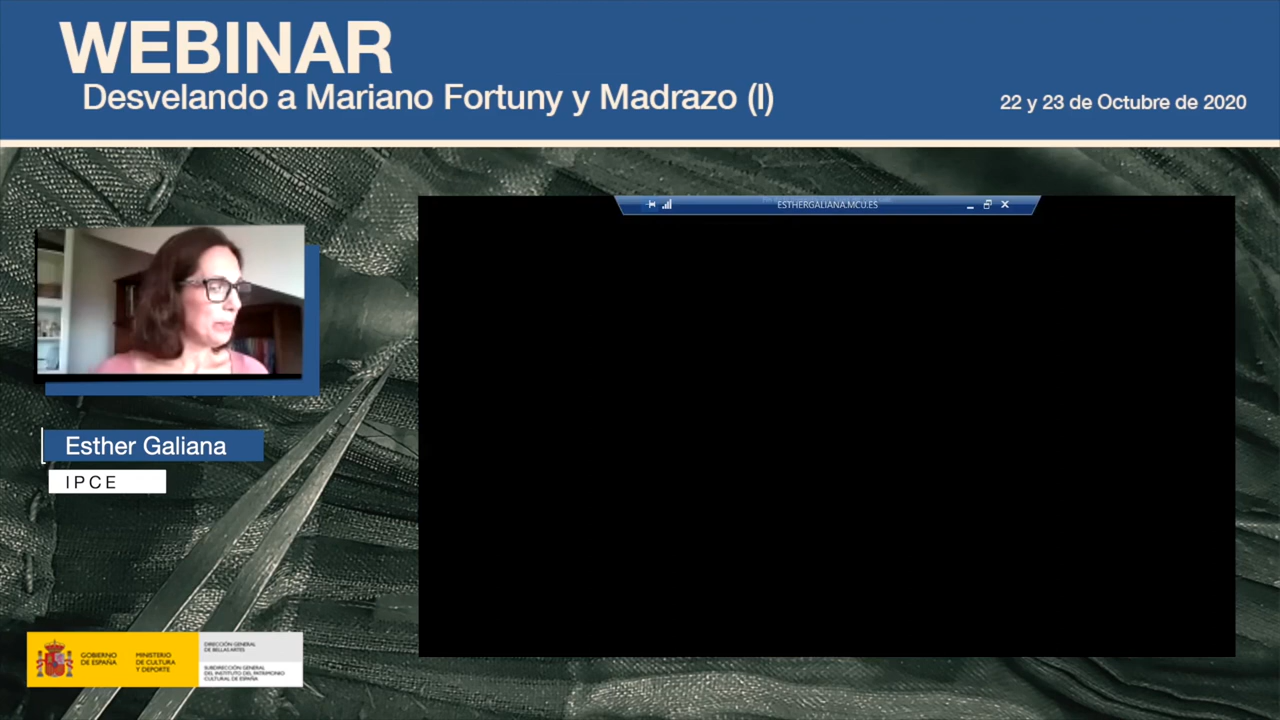 WEBINAR
Desvelando a Mariano Fortuny y Madrazo (I)
22 y 23 de Octubre de 2020
ESTHERGALIANA.MCU.ES
Esther Galiana
IPCE
GOBIERNO
DE ESPAÑA
MINISTERIO
DE CULTURA
Y DEPORTE
DIRECCIÓN GENERAL
DE BELLAS ARTES
SUBDIRECCIÓN GENERAL
DEL INSTITUTO DEL PATRIMONIO
CULTURAL DE ESPAÑA